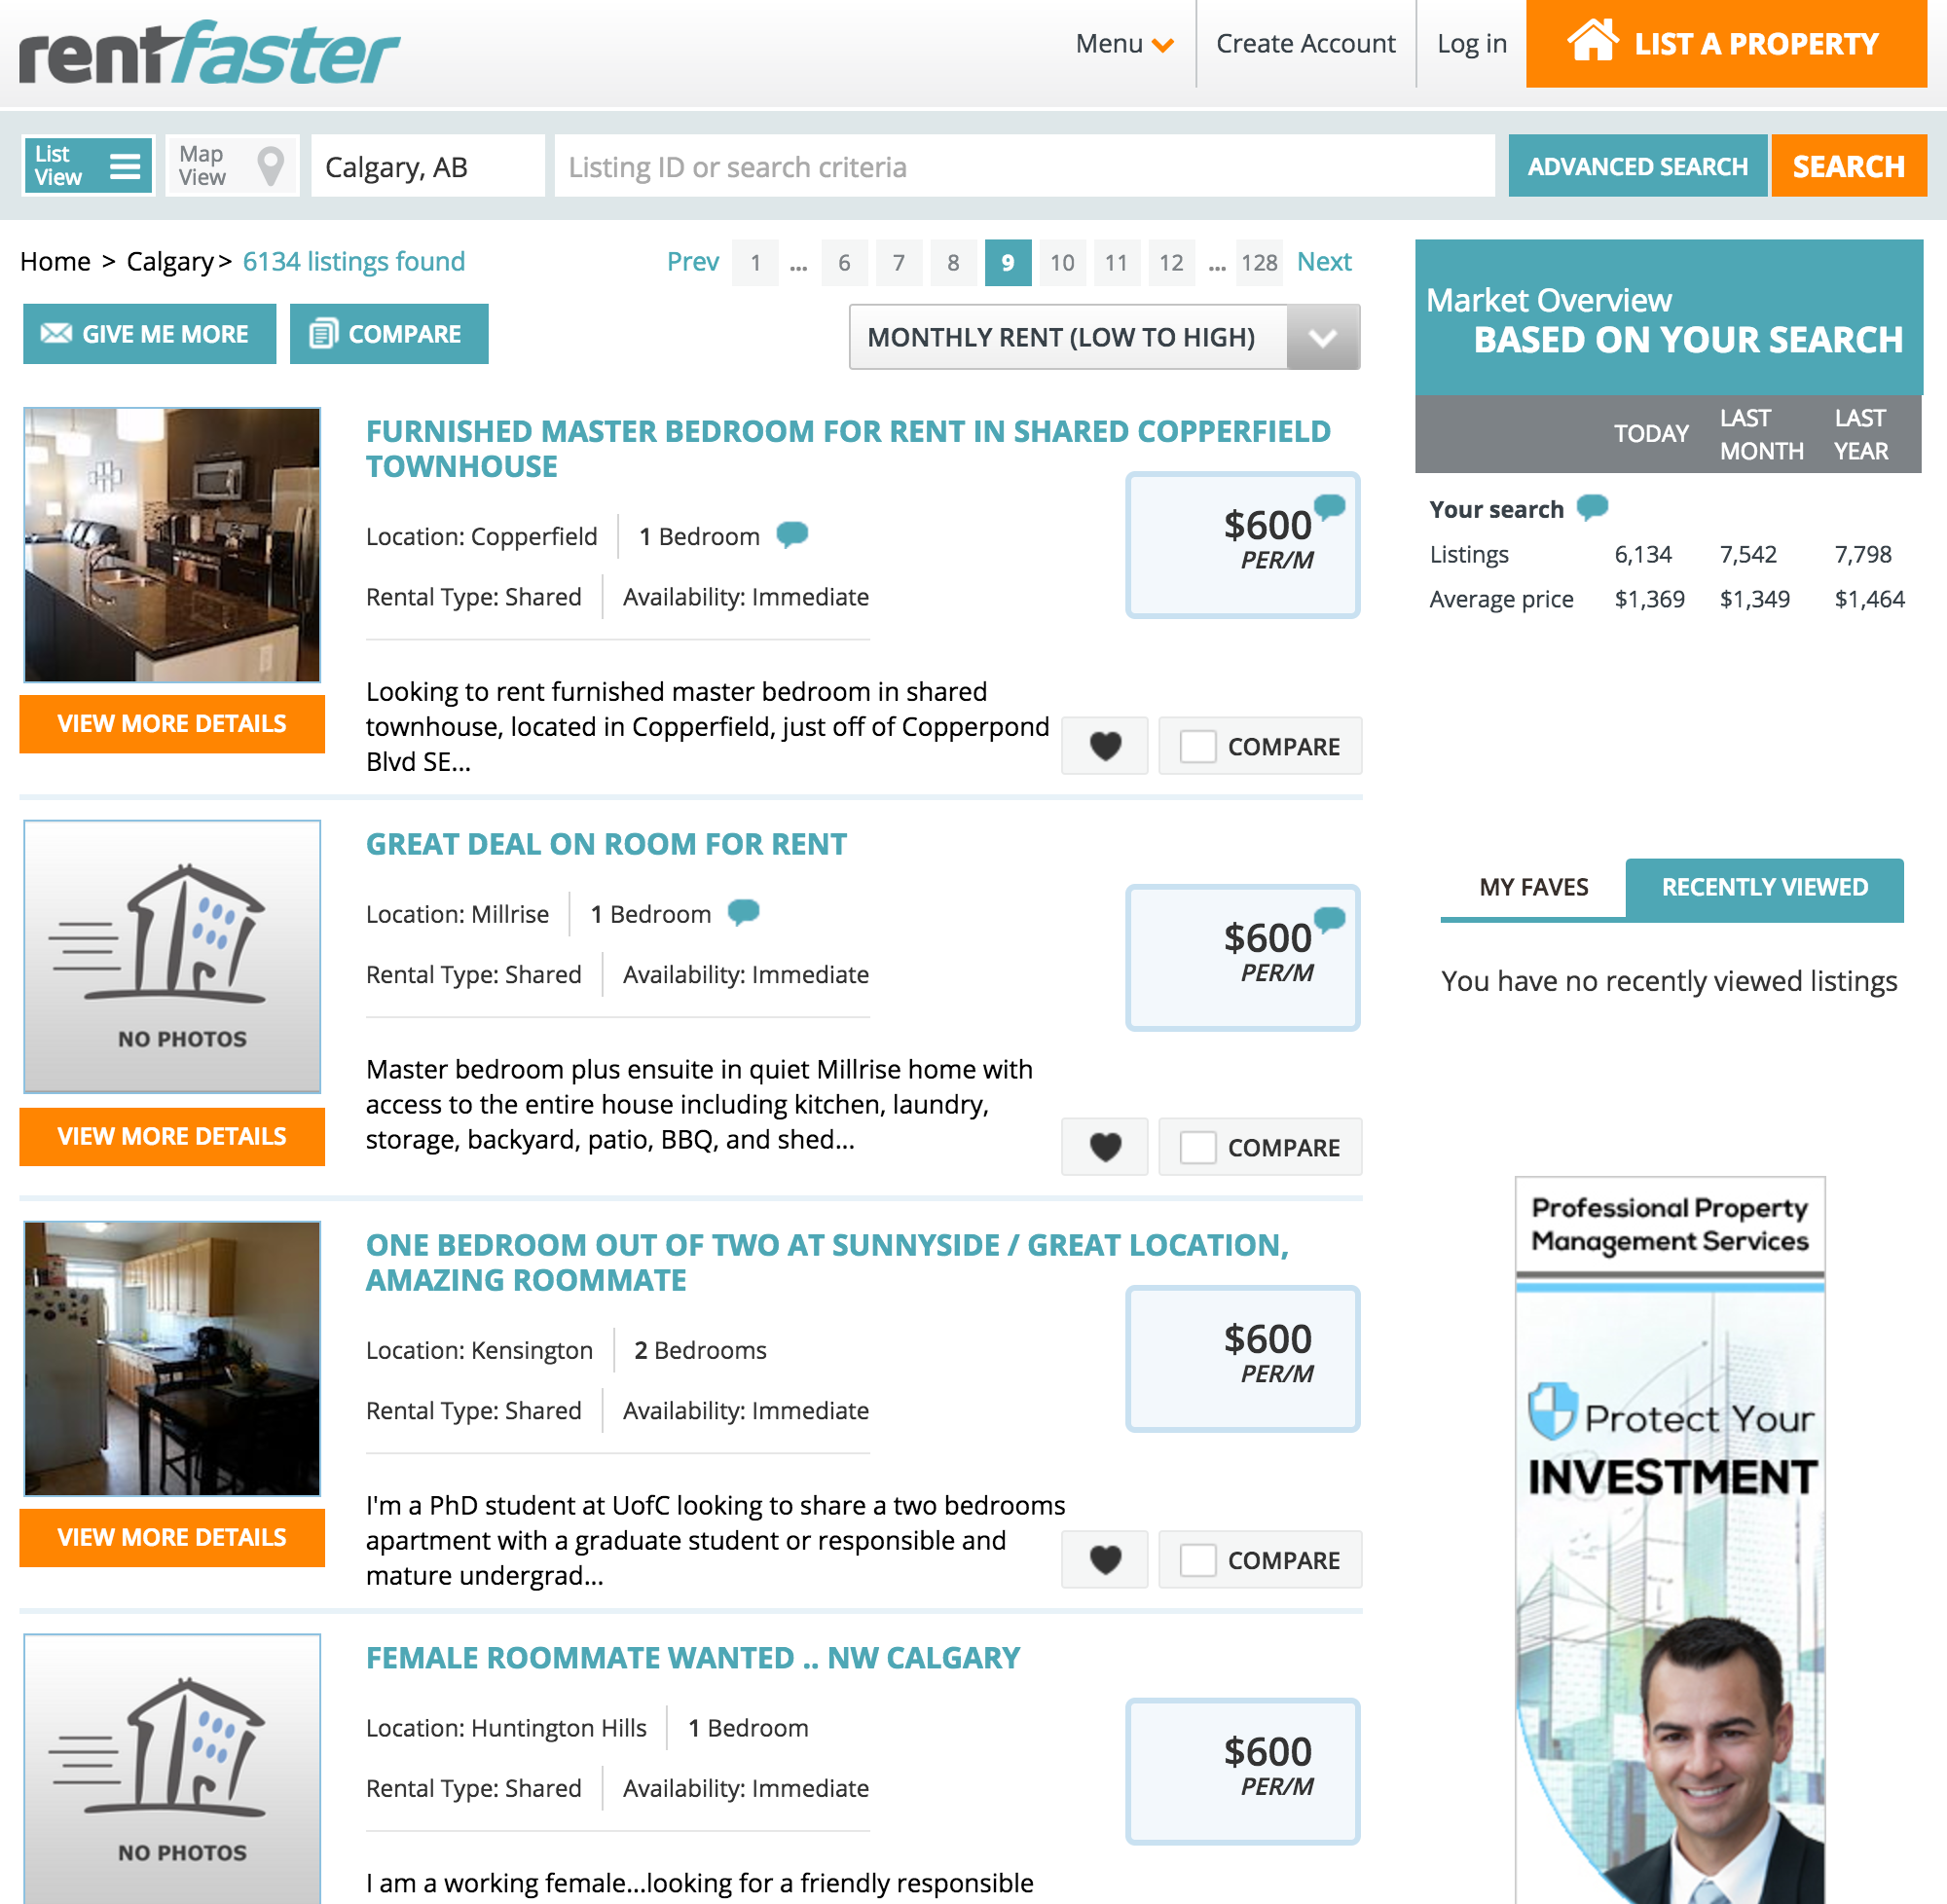 rentfaster
Menu
Create Account
Log in
LIST A PROPERTY
List
View
Map
View
Calgary, AB
Listing ID or search criteria
ADVANCED SEARCH
SEARCH
Home > Calgary > 6134 listings found
Prev 1 ... 6 7 8 9 10 11 12 ... 128 Next
GIVE ME MORE
COMPARE
MONTHLY RENT (LOW TO HIGH)
FURNISHED MASTER BEDROOM FOR RENT IN SHARED COPPERFIELD
TOWNHOUSE
Location: Copperfield
1 Bedroom
$600
PER/M
Rental Type: Shared
Availability: Immediate
Looking to rent furnished master bedroom in shared
townhouse, located in Copperfield, just off of Copperpond
Blvd SE...
VIEW MORE DETAILS
COMPARE
GREAT DEAL ON ROOM FOR RENT
Location: Millrise
1 Bedroom
$600
PER/M
Rental Type: Shared
Availability: Immediate
NO PHOTOS
Master bedroom plus ensuite in quiet Millrise home with
access to the entire house including kitchen, laundry,
storage, backyard, patio, BBQ, and shed...
VIEW MORE DETAILS
COMPARE
ONE BEDROOM OUT OF TWO AT SUNNYSIDE / GREAT LOCATION,
AMAZING ROOMMATE
Location: Kensington
2 Bedrooms
$600
PER/M
Rental Type: Shared
Availability: Immediate
I'm a PhD student at UofC looking to share a two bedrooms
apartment with a graduate student or responsible and
mature undergrad...
VIEW MORE DETAILS
COMPARE
FEMALE ROOMMATE WANTED .. NW CALGARY
Location: Huntington Hills
1 Bedroom
$600
PER/M
Rental Type: Shared
Availability: Immediate
NO PHOTOS
I am a working female...looking for a friendly responsible
Market Overview
BASED ON YOUR SEARCH
TODAY
LAST
MONTH
LAST
YEAR
Your search
Listings 6,134 7,542 7,798
Average price $1,369 $1,349 $1,464
MY FAVES
RECENTLY VIEWED
You have no recently viewed listings
Professional Property
Management Services
Protect Your
INVESTMENT